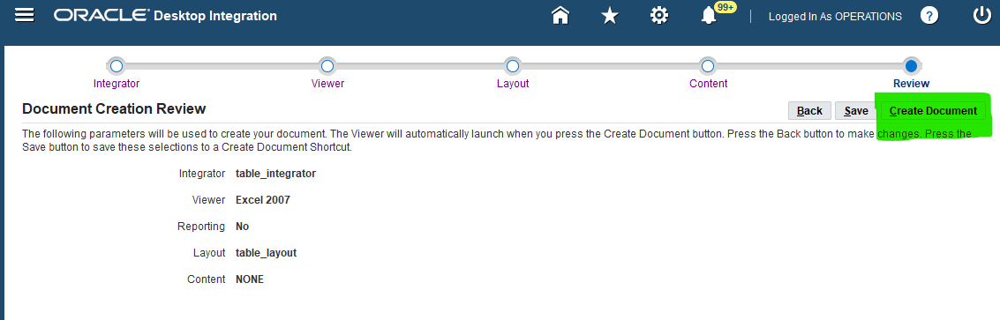 ORACLE® Desktop Integration
99+
Logged In As OPERATIONS
?
Integrator
Viewer
Layout
Content
Review
Document Creation Review
Back
Save
Create Document
The following parameters will be used to create your document. The Viewer will automatically launch when you press the Create Document button. Press the Back button to make changes. Press the
Save button to save these selections to a Create Document Shortcut.
Integrator table_integrator
Viewer Excel 2007
Reporting No
Layout table_layout
Content NONE